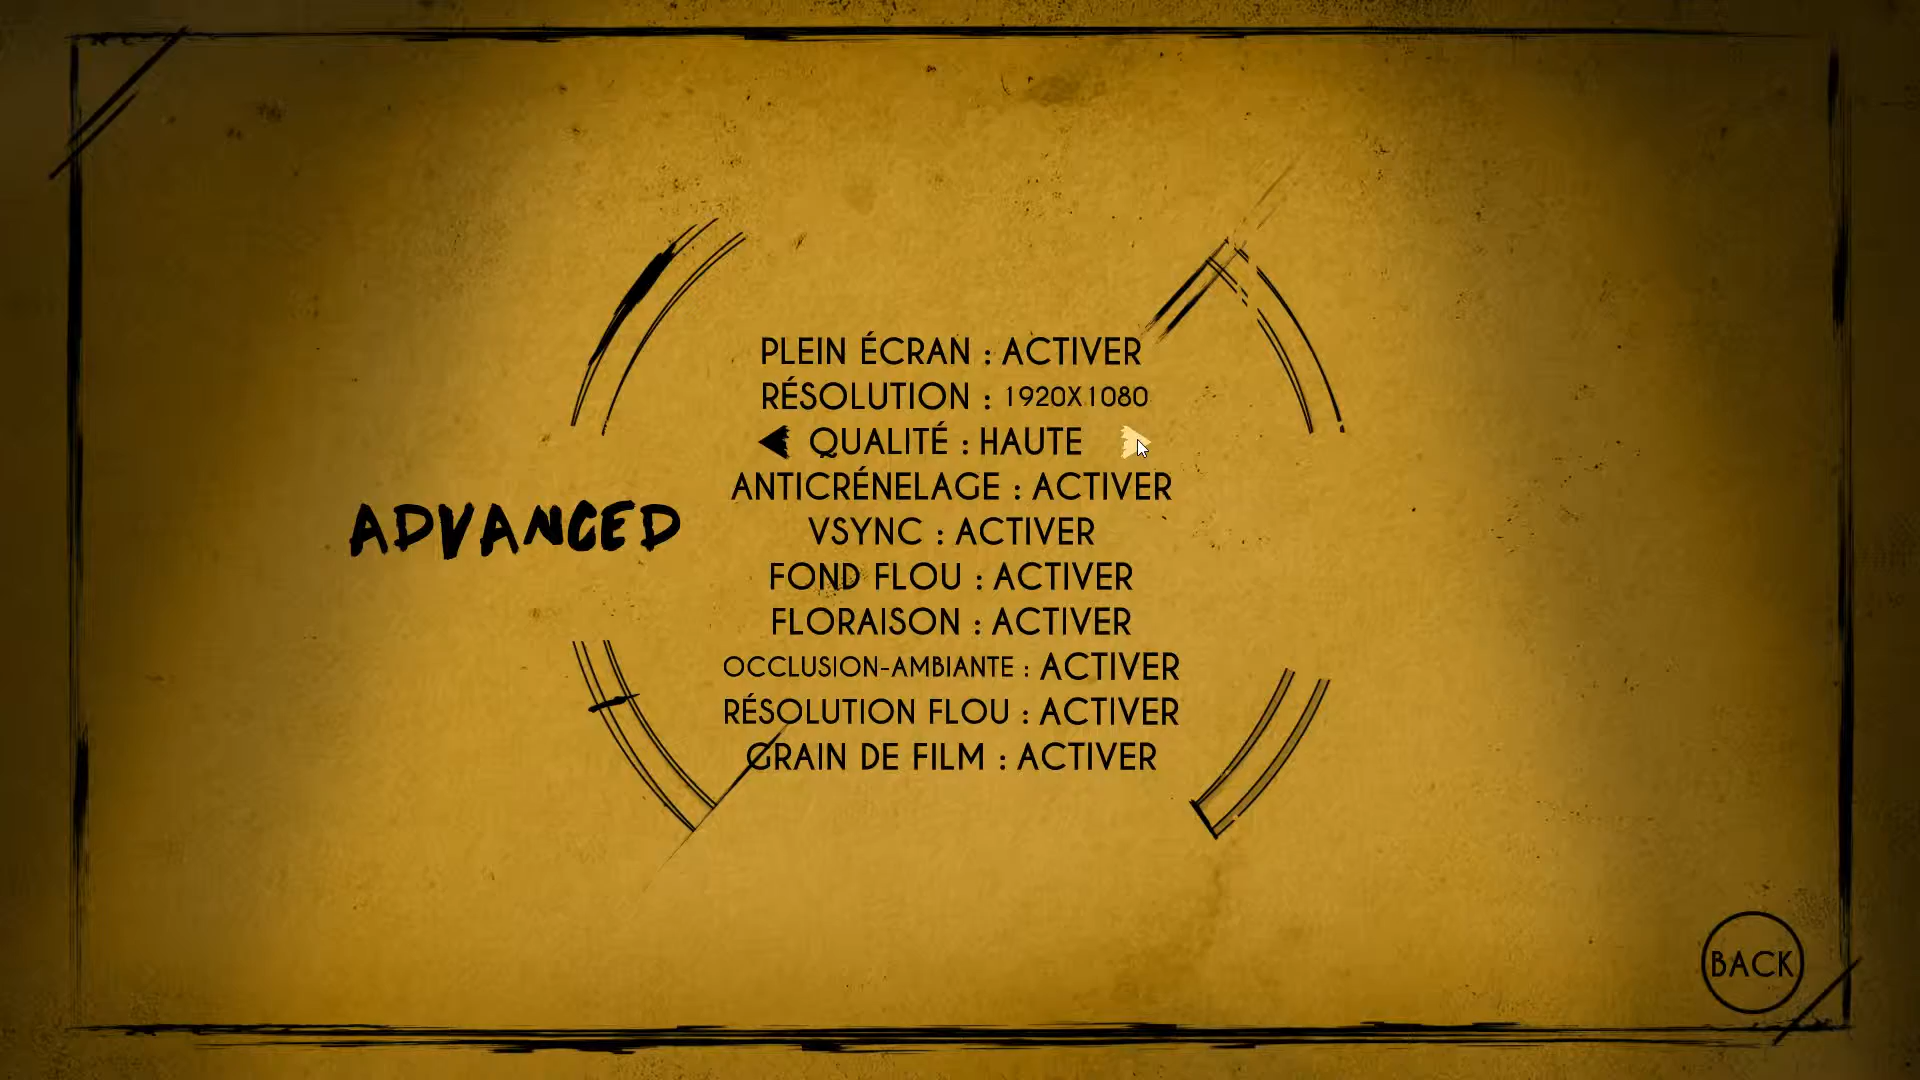 PLEIN ÉCRAN : ACTIVER
RÉSOLUTION : 1920X1080
QUALITÉ : HAUTE
ANTICRÉNELAGE : ACTIVER
ADVANCED
VSYNC : ACTIVER
FOND FLOU : ACTIVER
FLORAISON : ACTIVER
OCCLUSION-AMBIANTE : ACTIVER
RÉSOLUTION FLOU : ACTIVER
GRAIN DE FILM : ACTIVER
BACK